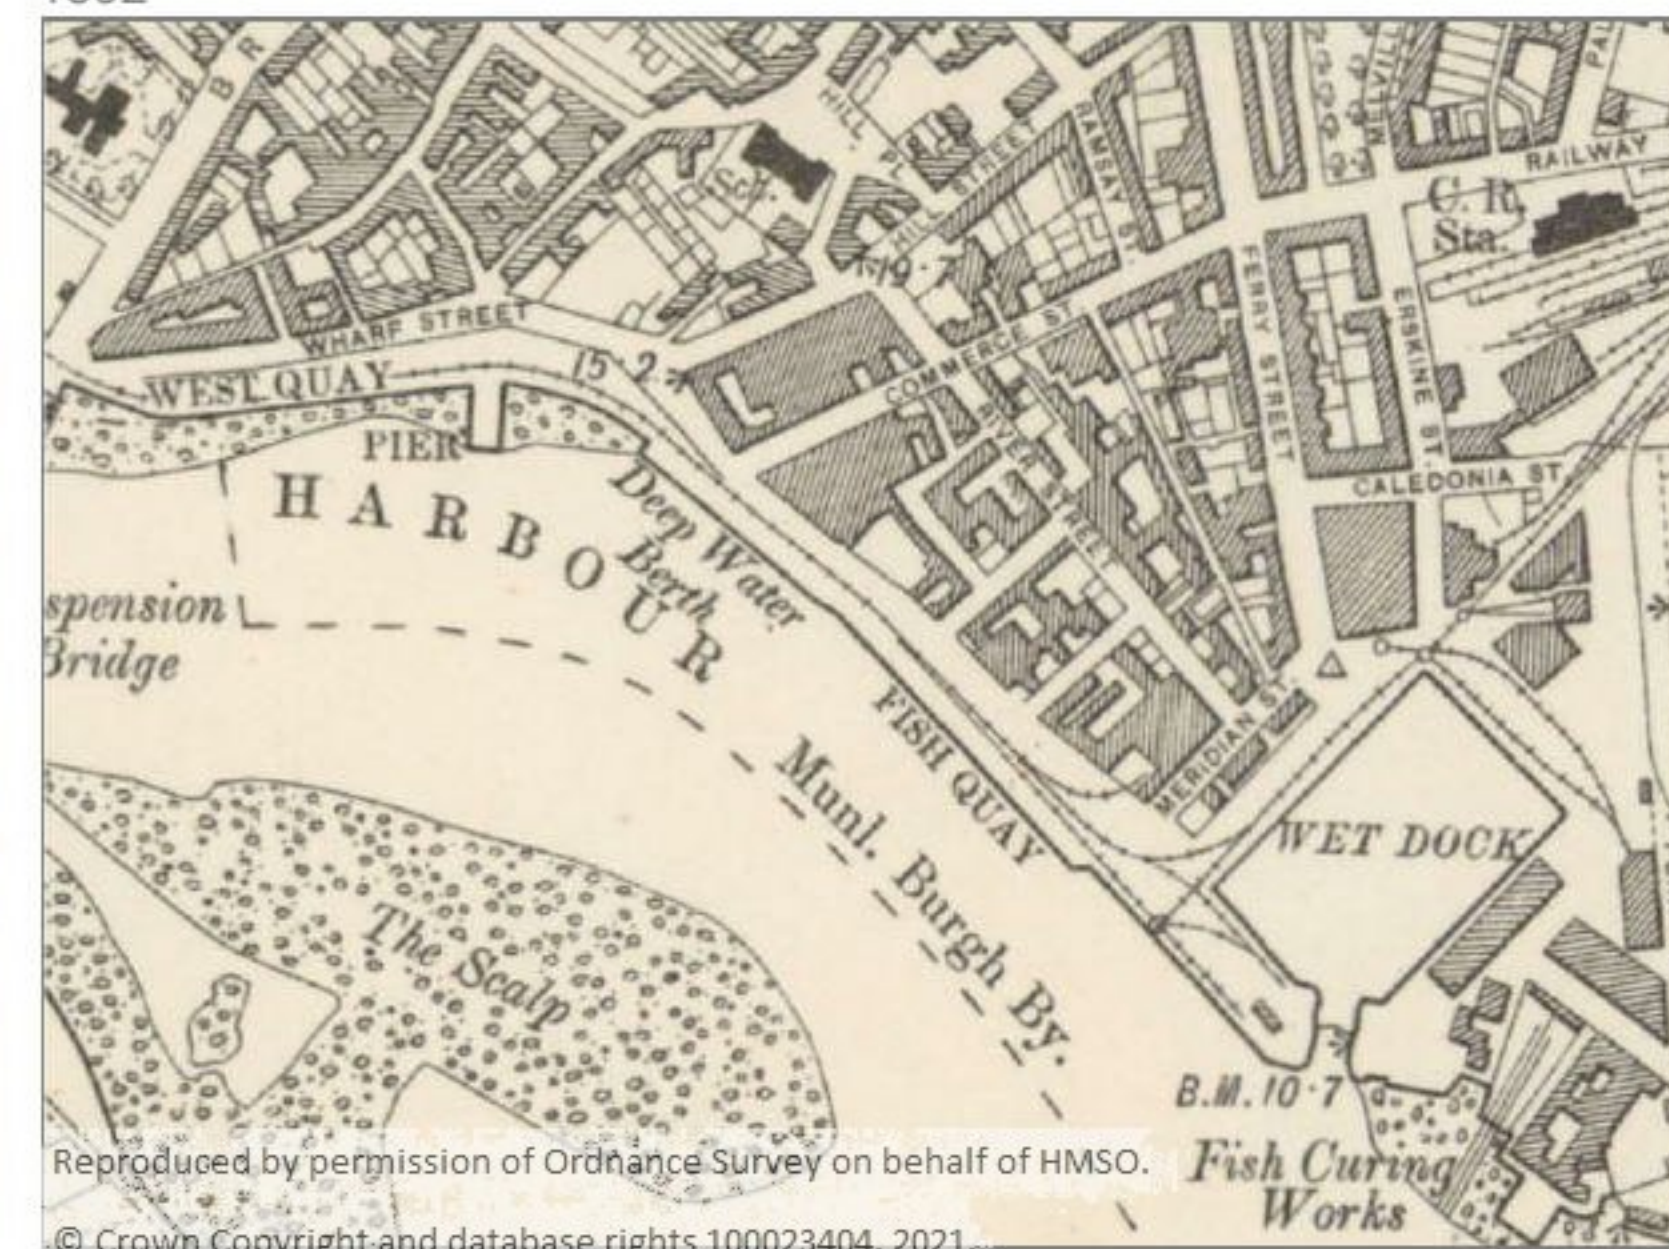 B R
HILL PL
HILL STREET
RAMSAY ST
MELVILL
PAL
RAILWAY
C. R.
Sta.
Sch.
19·7
WHARF STREET
WEST QUAY
15·2
COMMERCE ST
FERRY STREET
ERSKINE ST.
RIVER STREET
CALEDONIA ST
PIER
HARBOUR
Deep Water
Berth
spension
Bridge
FISH QUAY
MERIDIAN ST.
WET DOCK
Munl. Burgh By.
The Scalp
B.M.10·7
Fish Curing
Works
Reproduced by permission of Ordnance Survey on behalf of HMSO.
© Crown Copyright and database rights 100023404, 2021.